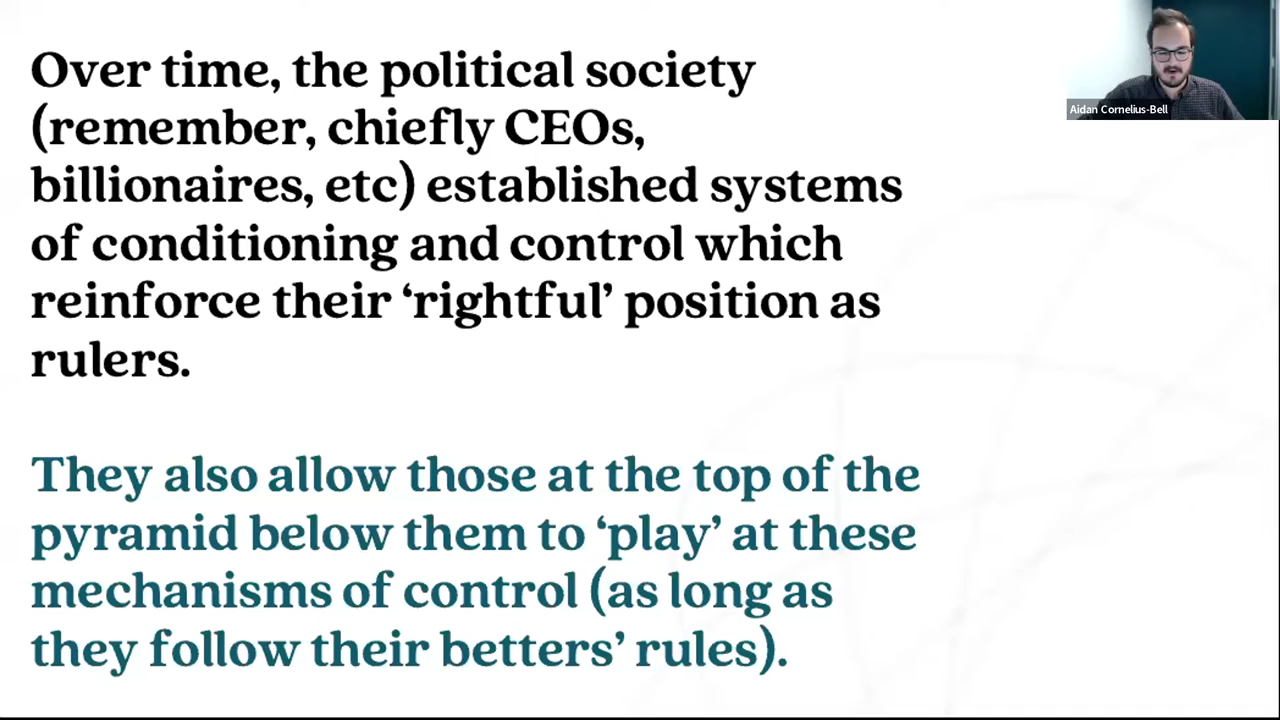 Over time, the political society
(remember, chiefly CEOs,
billionaires, etc) established systems
of conditioning and control which
reinforce their ‘rightful’ position as
rulers.
They also allow those at the top of the
pyramid below them to ‘play’ at these
mechanisms of control (as long as
they follow their betters’ rules).
Aidan Cornelius-Bell